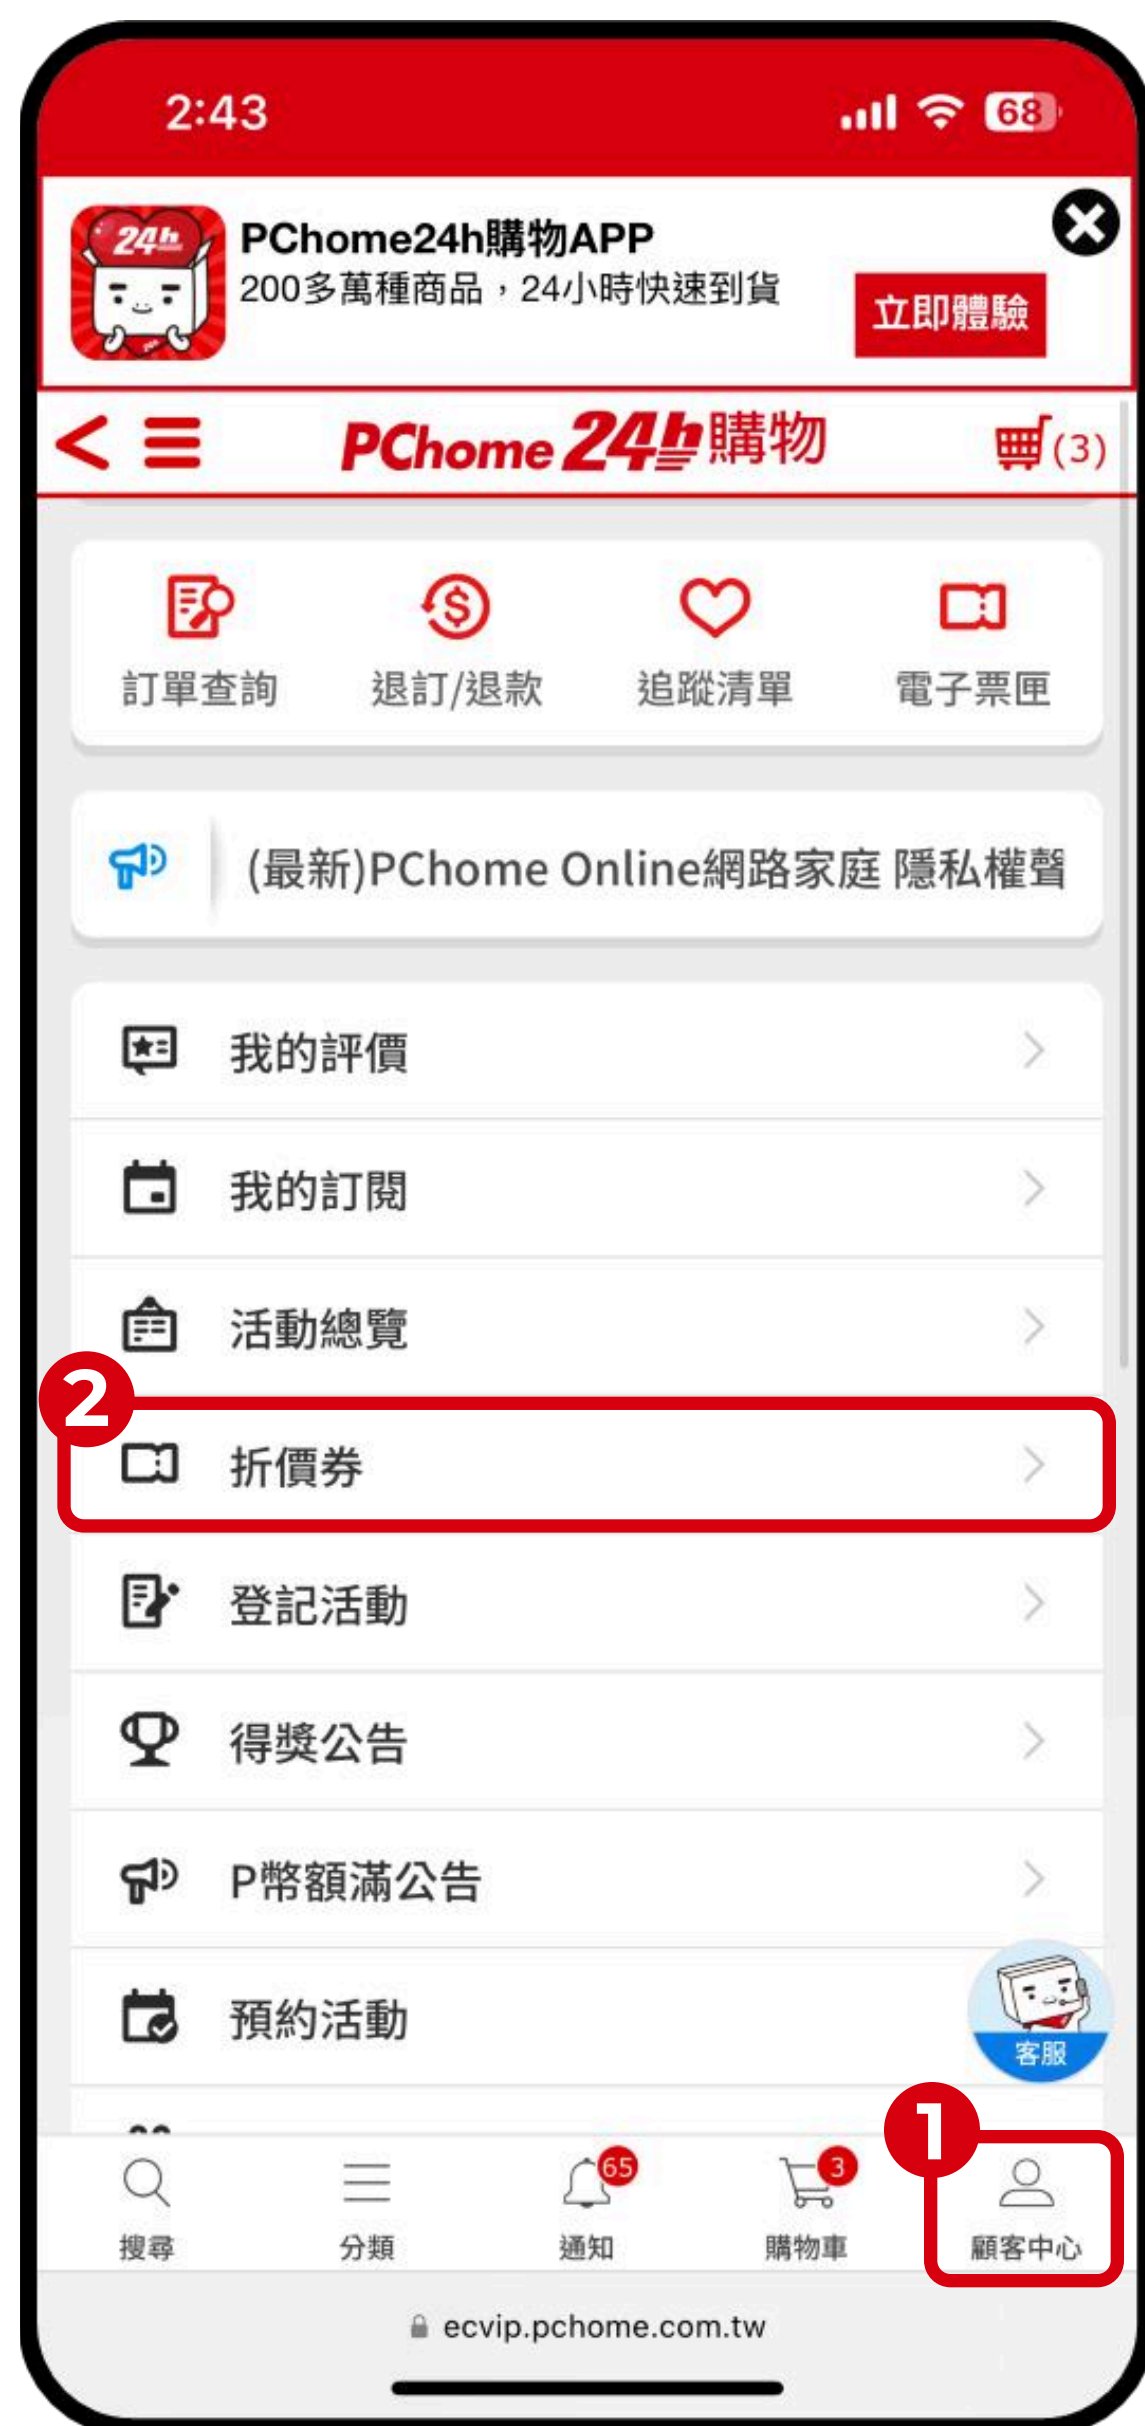 2:43
68
24h
PChome24h購物APP
200多萬種商品，24小時快速到貨
立即體驗
PChome 24h購物
(3)
訂單查詢
退訂/退款
追蹤清單
電子票匣
(最新)PChome Online網路家庭 隱私權聲
我的評價
我的訂閱
活動總覽
2
折價券
登記活動
得獎公告
P幣額滿公告
預約活動
客服
1
65
3
搜尋
分類
通知
購物車
顧客中心
ecvip.pchome.com.tw